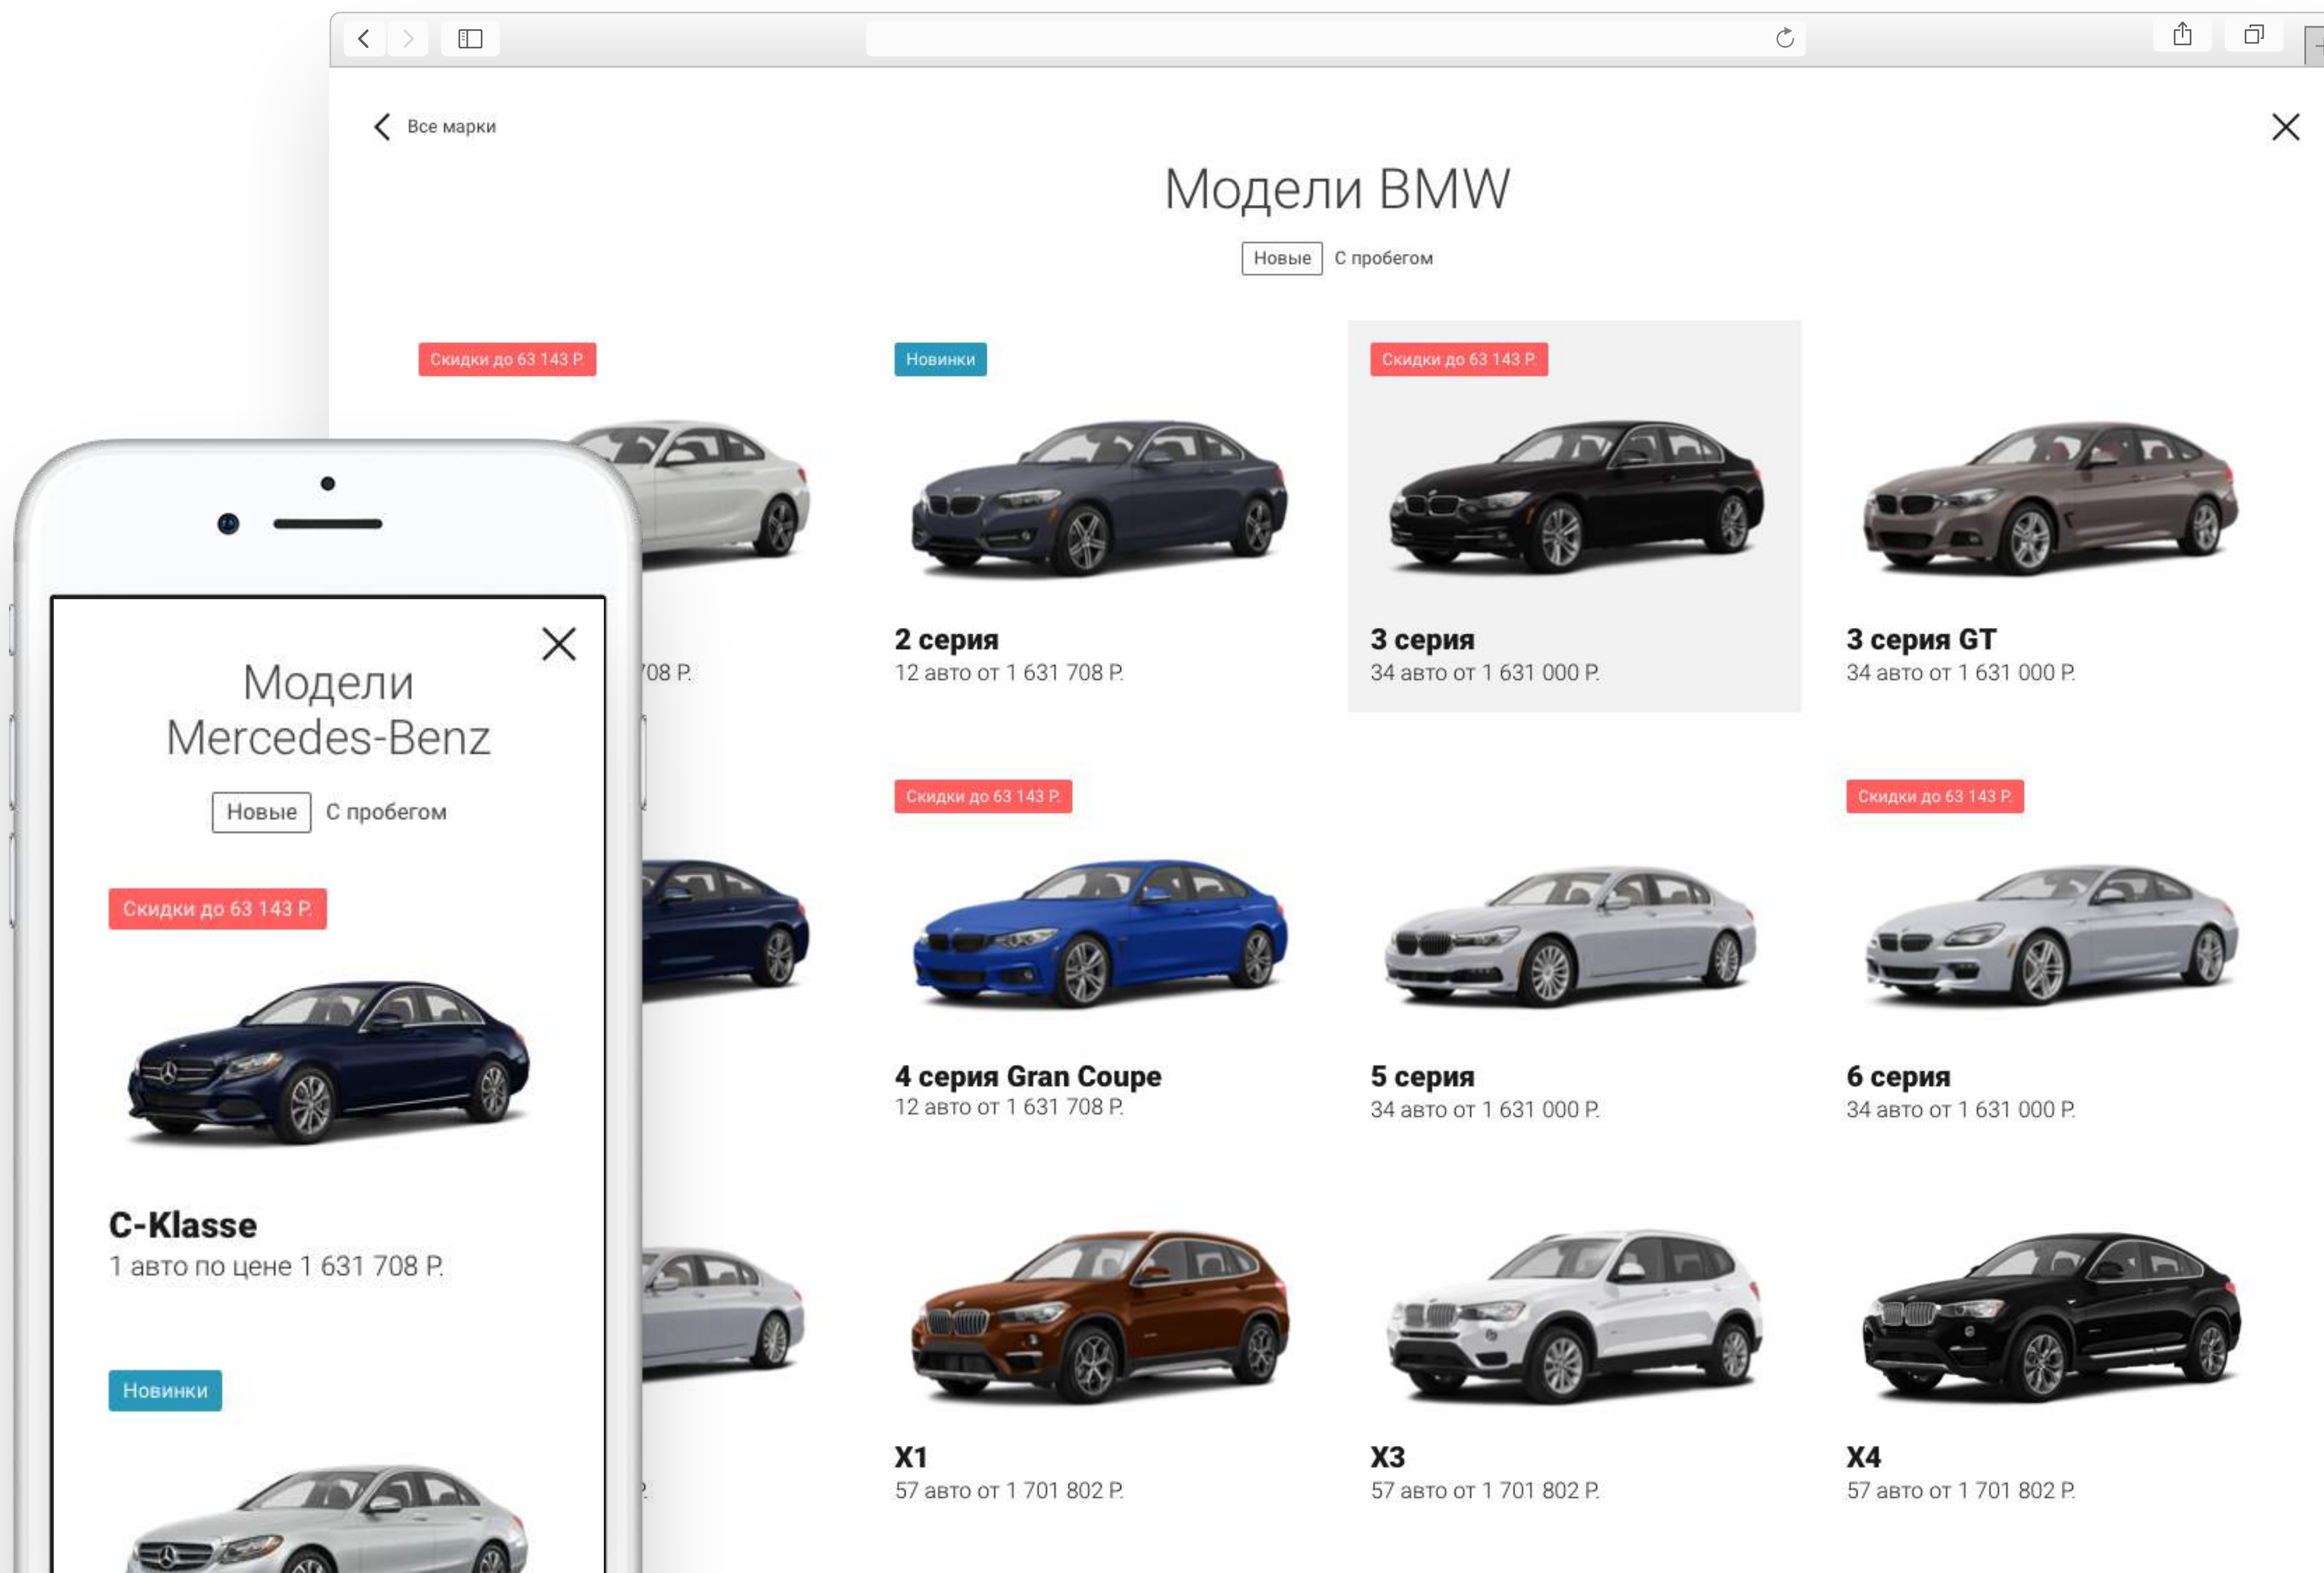 Все марки
Модели BMW
Новые С пробегом
Скидки до 63 143 Р.
Новинки
Скидки до 63 143 Р.
08 Р.
2 серия
12 авто от 1 631 708 Р.
3 серия
34 авто от 1 631 000 Р.
3 серия GT
34 авто от 1 631 000 Р.
Скидки до 63 143 Р.
Скидки до 63 143 Р.
4 серия Gran Coupe
12 авто от 1 631 708 Р.
5 серия
34 авто от 1 631 000 Р.
6 серия
34 авто от 1 631 000 Р.
X1
57 авто от 1 701 802 Р.
X3
57 авто от 1 701 802 Р.
X4
57 авто от 1 701 802 Р.
Модели
Mercedes-Benz
Новые С пробегом
Скидки до 63 143 Р.
C-Klasse
1 авто по цене 1 631 708 Р.
Новинки